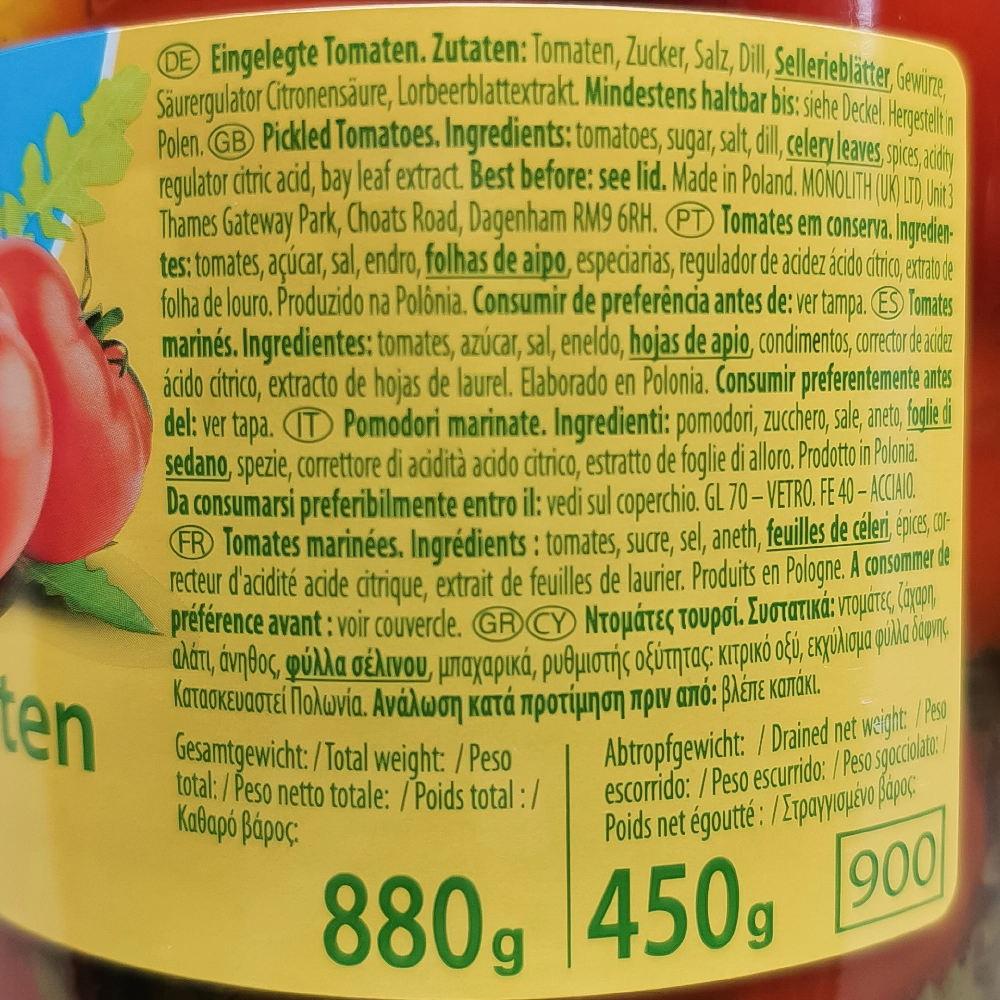 DE Eingelegte Tomaten. Zutaten: Tomaten, Zucker, Salz, Dill, Sellerieblätter, Gewürze,
Säurergulator Citronensäure, Lorbeerblattextrakt. Mindestens haltbar bis: siehe Deckel. Hergestellt in
Polen. GB Pickled Tomatoes. Ingredients: tomatoes, sugar, salt, dill, celery leaves, spices, acidity
regulator citric acid, bay leaf extract. Best before: see lid. Made in Poland. MONOLITH (UK) LTD, Unit 3
Thames Gateway Park, Choats Road, Dagenham RM9 6RH. PT Tomates em conserva. Ingredien-
tes: tomates, açúcar, sal, endro, folhas de aipo, especiarias, regulador de acidez ácido cítrico, extrato de
folha de louro. Produzido na Polônia. Consumir de preferência antes de: ver tampa. ES Tomates
marinés. Ingredientes: tomates, azúcar, sal, eneldo, hojas de apio, condimentos, corrector de acidez
ácido cítrico, extracto de hojas de laurel. Elaborado en Polonia. Consumir preferentemente antes
del: ver tapa. IT Pomodori marinate. Ingredienti: pomodori, zucchero, sale, aneto, foglie di
sedano, spezie, correttore di acidità acido citrico, estratto de foglie di alloro. Prodotto in Polonia.
Da consumarsi preferibilmente entro il: vedi sul coperchio. GL 70 – VETRO. FE 40 – ACCIAIO.
FR Tomates marinées. Ingrédients : tomates, sucre, sel, aneth, feuilles de céleri, épices, cor-
recteur d'acidité acide citrique, extrait de feuilles de laurier. Produits en Pologne. A consommer de
préférence avant : voir couvercle. GR CY Ντομάτες τουρσί. Συστατικά: ντομάτες, ζάχαρη,
αλάτι, άνηθος, φύλλα σέλινου, μπαχαρικά, ρυθμιστής οξύτητας: κιτρικό οξύ, εκχύλισμα φύλλα δάφνης.
Κατασκευαστεί Πολωνία. Ανάλωση κατά προτίμηση πριν από: βλέπε καπάκι.
ten
Gesamtgewicht: / Total weight: / Peso
total: / Peso netto totale: / Poids total : /
Καθαρό βάρος:
880g
Abtropfgewicht: / Drained net weight: / Peso
escorrido: / Peso escurrido: / Peso sgocciolato: /
Poids net égoutté : / Στραγγισμένο βάρος:
450g
900